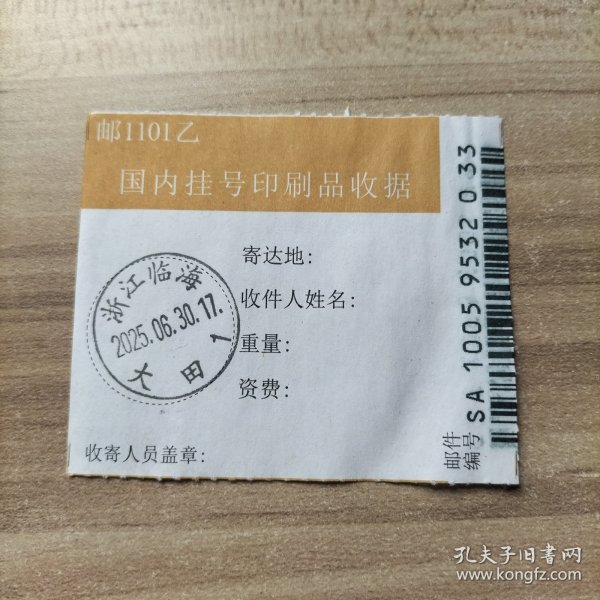 邮1101乙
国内挂号印刷品收据
寄达地:
收件人姓名:
重量:
资费:
收寄人员盖章:
浙江临海
2025.06.30.17.
大田 1
邮件
编号
SA 1005 9532 0 33
孔夫子旧书网
www.kongfz.com